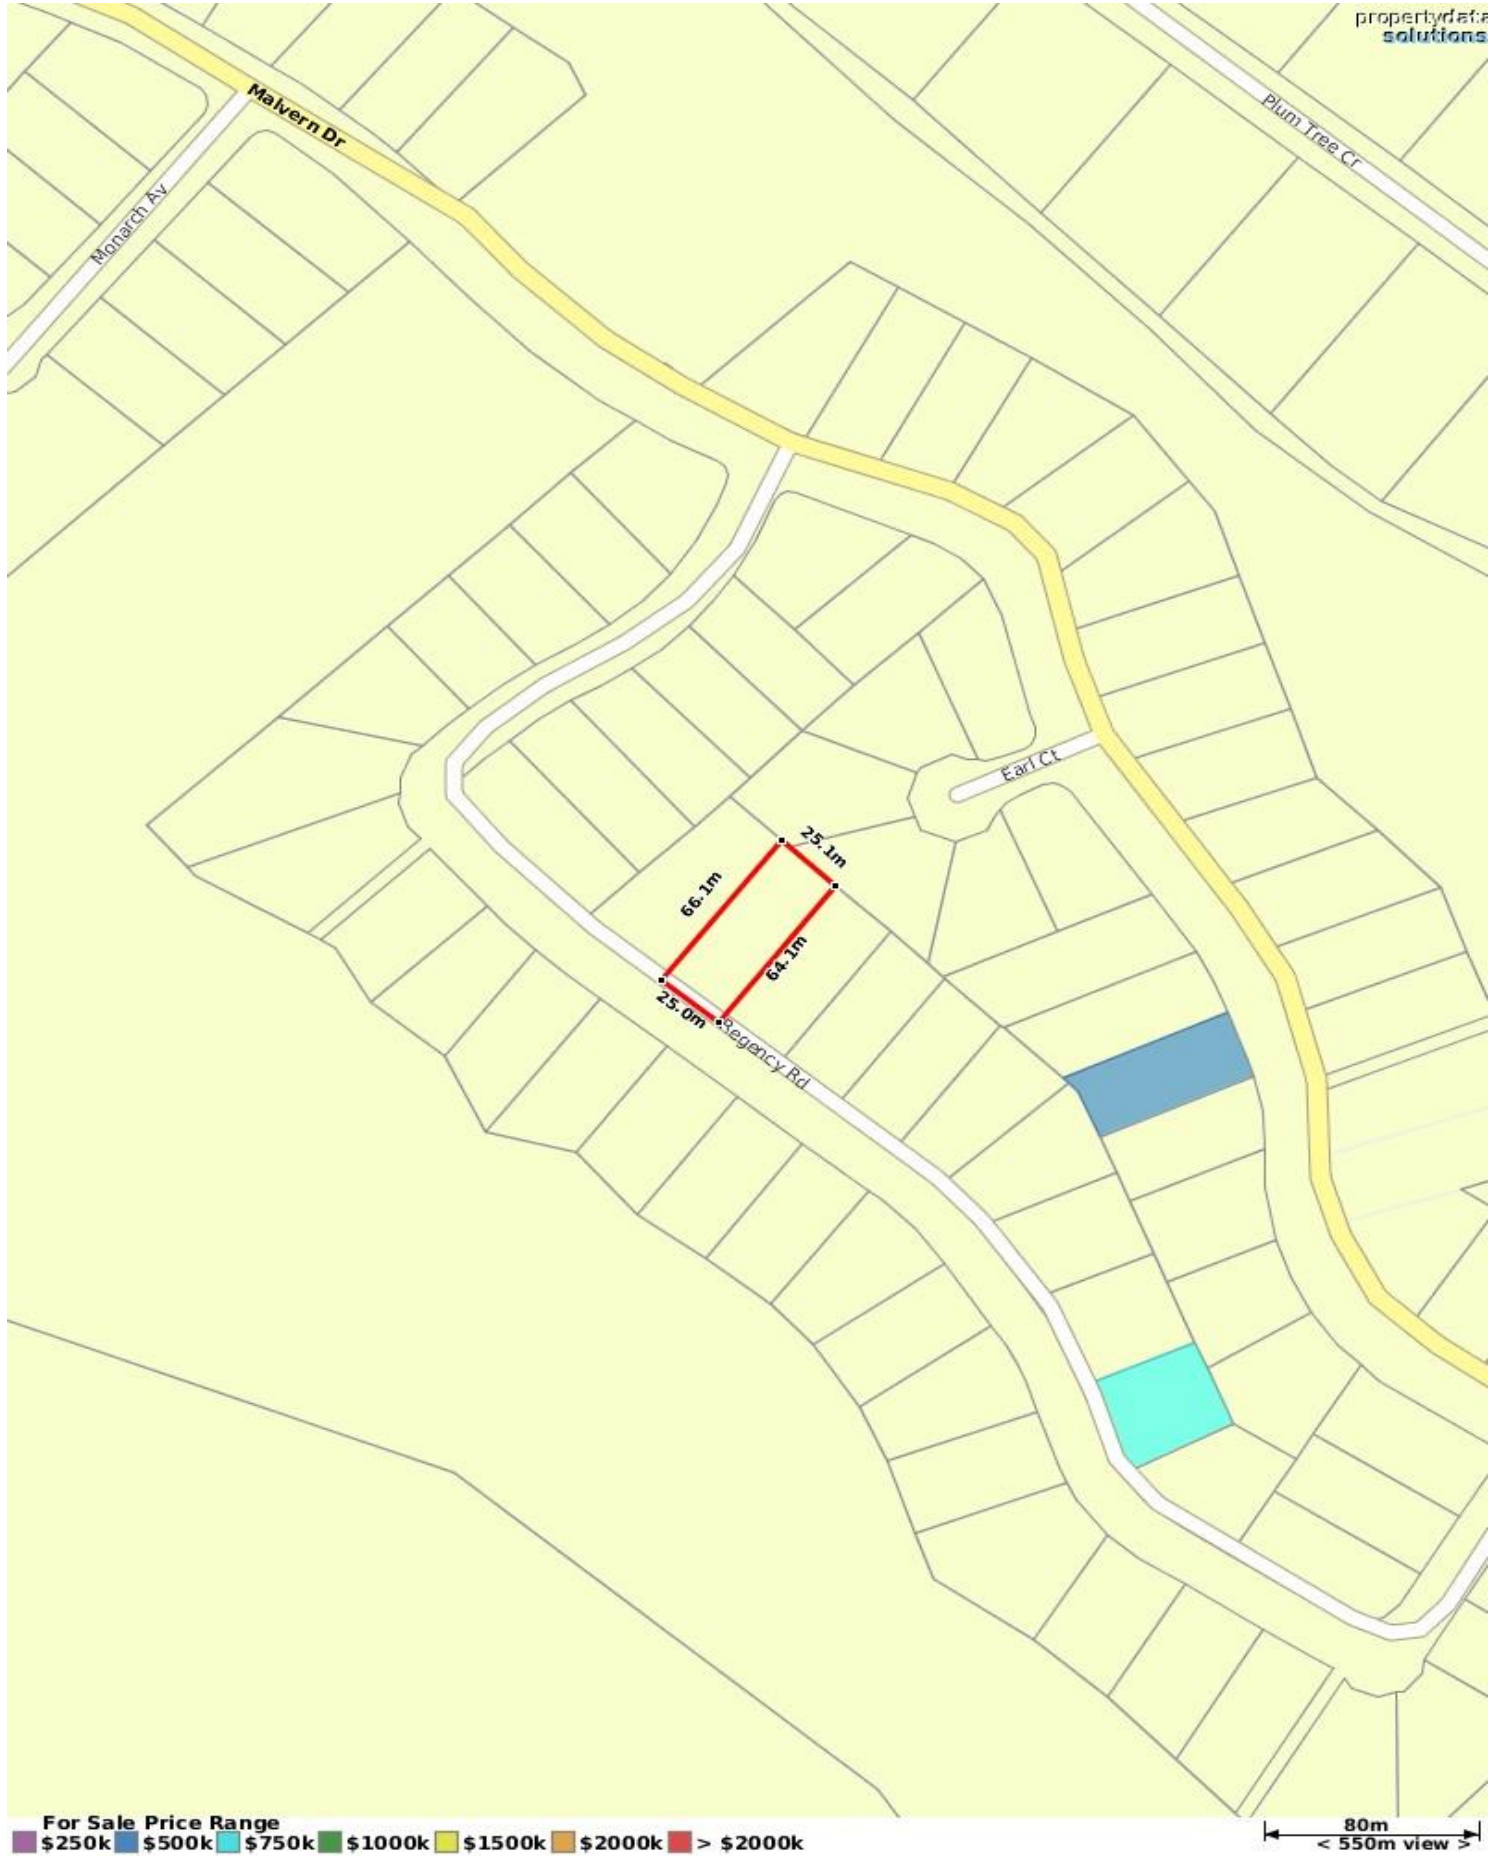 propertydata
solutions
Plum Tree Cr
Malvern Dr
Monarch Av
Earl Ct
25.1m
66.1m
64.1m
25.0m
Regency Rd
For Sale Price Range
$250k $500k $750k $1000k $1500k $2000k > $2000k
80m
< 550m view >